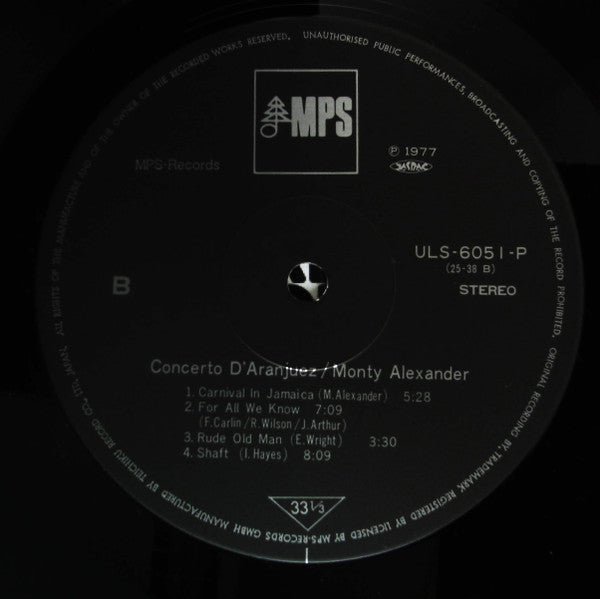 ALL RIGHTS OF THE MANUFACTURE AND OF THE OWNER OF THE RECORDED WORKS RESERVED. UNAUTHORISED PUBLIC PERFORMANCES, BROADCASTING AND COPYING OF THE RECORD PROHIBITED.
MPS
MPS-Records
℗ 1977
JASRAC
ULS-6051-P
(25-38 B)
B
STEREO
Concerto D'Aranjuez/Monty Alexander
1. Carnival In Jamaica (M.Alexander) 5:28
2. For All We Know 7:09
(F.Carlin/R.Wilson/J.Arthur)
3. Rude Old Man (E.Wright) 3:30
4. Shaft (I.Hayes) 8:09
33⅓
ORIGINAL RECORDING BY, TRADEMARK REGISTERED BY, LICENSED BY MPS-RECORDS GMBH MANUFACTURED BY TEICHIKU RECORD CO., LTD, JAPAN.